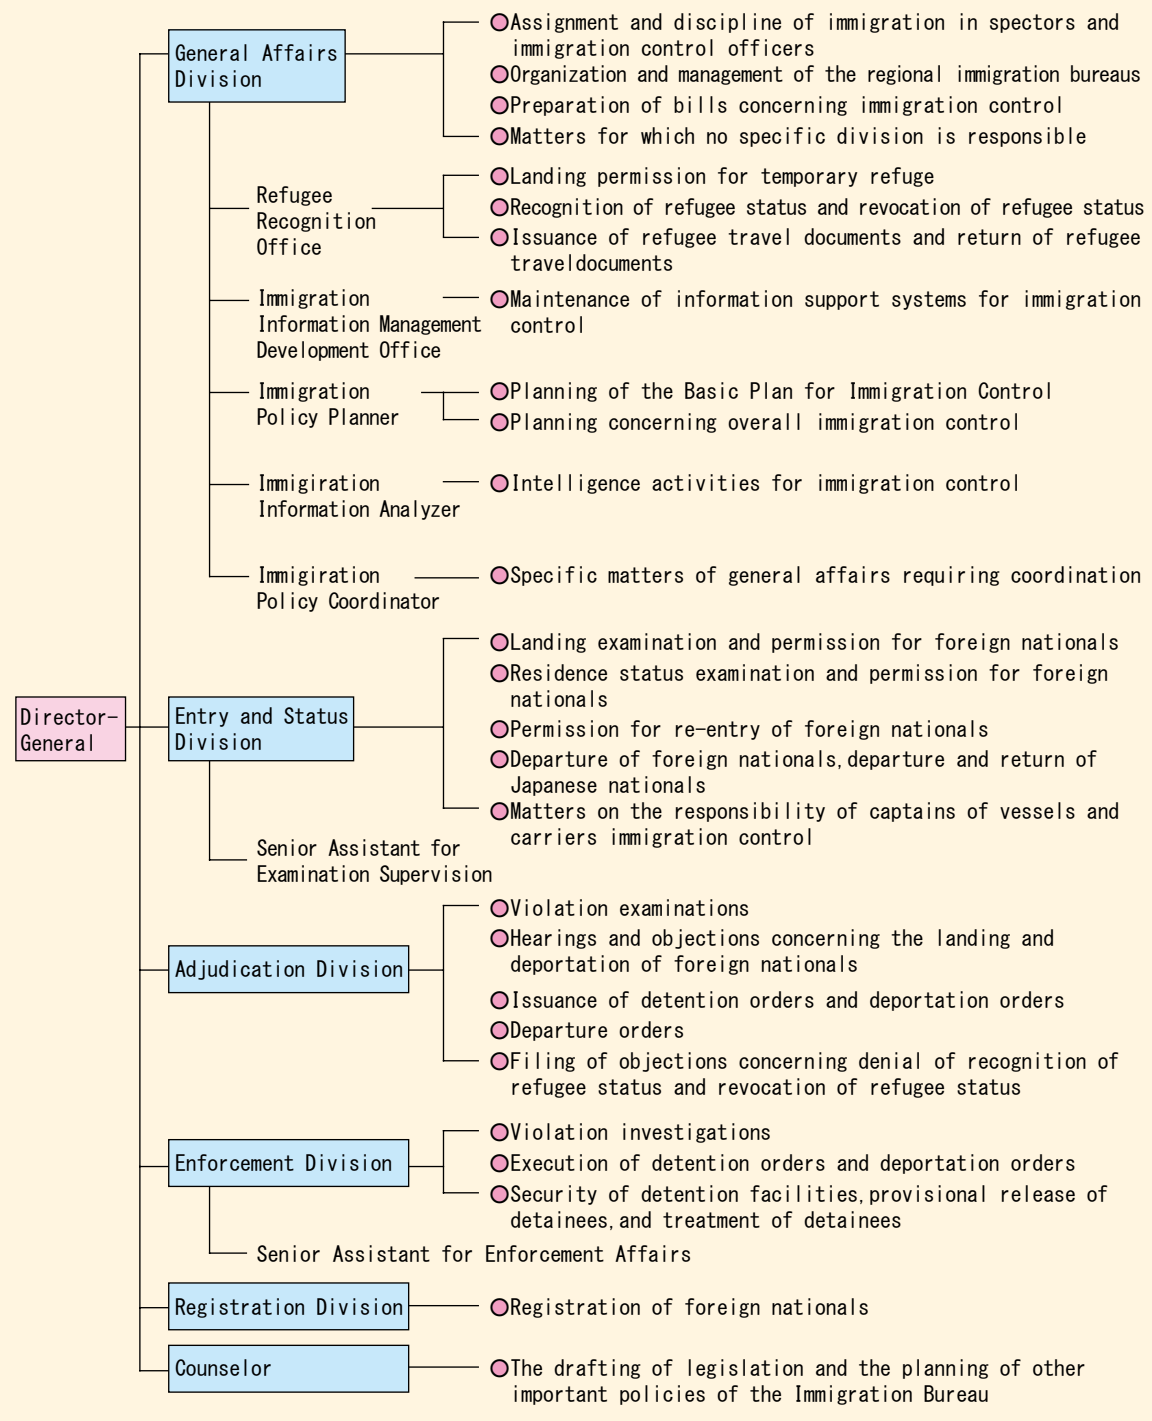 General Affairs
Division
Assignment and discipline of immigration in spectors and
immigration control officers
Organization and management of the regional immigration bureaus
Preparation of bills concerning immigration control
Matters for which no specific division is responsible
Refugee
Recognition
Office
Landing permission for temporary refuge
Recognition of refugee status and revocation of refugee status
Issuance of refugee travel documents and return of refugee
traveldocuments
Immigration
Information Management
Development Office
Maintenance of information support systems for immigration
control
Immigration
Policy Planner
Planning of the Basic Plan for Immigration Control
Planning concerning overall immigration control
Immigiration
Information Analyzer
Intelligence activities for immigration control
Immigiration
Policy Coordinator
Specific matters of general affairs requiring coordination
Director-
General
Entry and Status
Division
Landing examination and permission for foreign nationals
Residence status examination and permission for foreign
nationals
Permission for re-entry of foreign nationals
Departure of foreign nationals, departure and return of
Japanese nationals
Matters on the responsibility of captains of vessels and
carriers immigration control
Senior Assistant for
Examination Supervision
Adjudication Division
Violation examinations
Hearings and objections concerning the landing and
deportation of foreign nationals
Issuance of detention orders and deportation orders
Departure orders
Filing of objections concerning denial of recognition of
refugee status and revocation of refugee status
Enforcement Division
Violation investigations
Execution of detention orders and deportation orders
Security of detention facilities, provisional release of
detainees, and treatment of detainees
Senior Assistant for Enforcement Affairs
Registration Division
Registration of foreign nationals
Counselor
The drafting of legislation and the planning of other
important policies of the Immigration Bureau